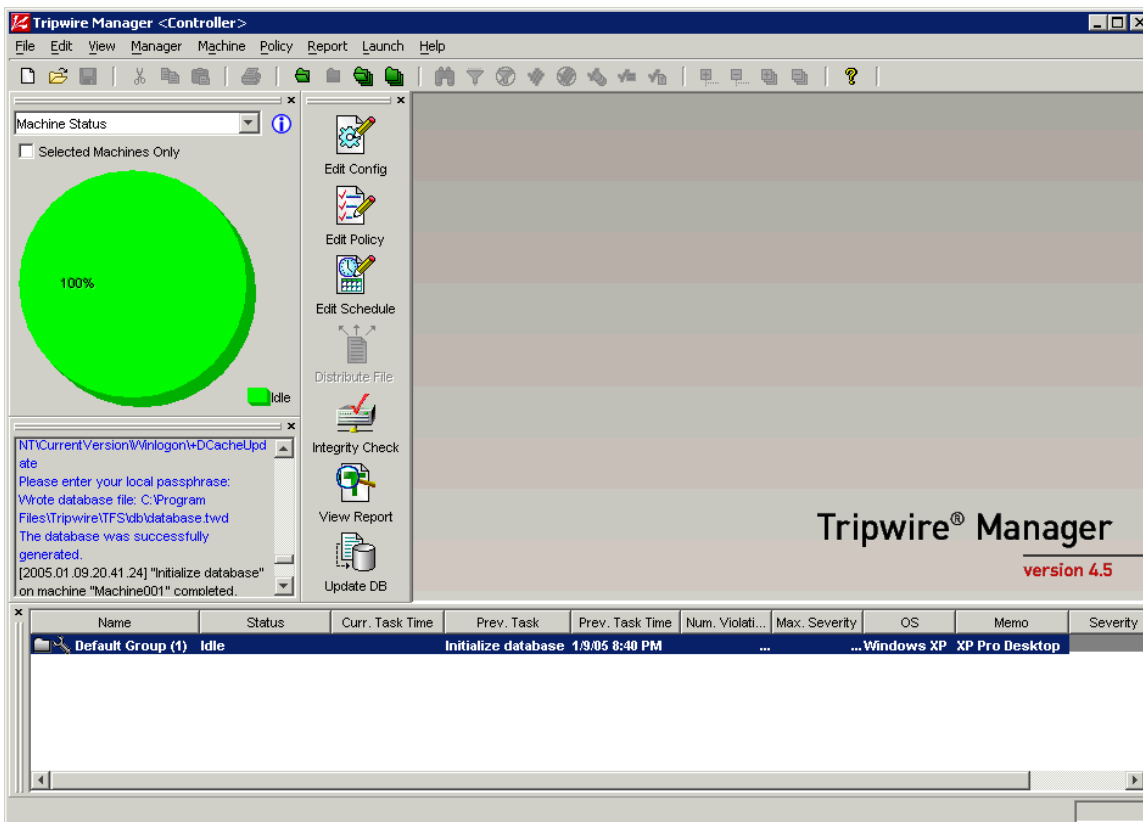 Tripwire Manager <Controller>
File Edit View Manager Machine Policy Report Launch Help
Machine Status
Selected Machines Only
100%
Idle
NT\CurrentVersion\Winlogon\+DCacheUpd
ate
Please enter your local passphrase:
Wrote database file: C:\Program
Files\Tripwire\TFS\db\database.twd
The database was successfully
generated.
[2005.01.09.20.41.24] "Initialize database"
on machine "Machine001" completed.
Edit Config
Edit Policy
Edit Schedule
Distribute File
Integrity Check
View Report
Update DB
Tripwire® Manager
version 4.5
Name Status Curr. Task Time Prev. Task Prev. Task Time Num. Violati... Max. Severity OS Memo Severity
Default Group (1) Idle Initialize database 1/9/05 8:40 PM ... ... Windows XP XP Pro Desktop